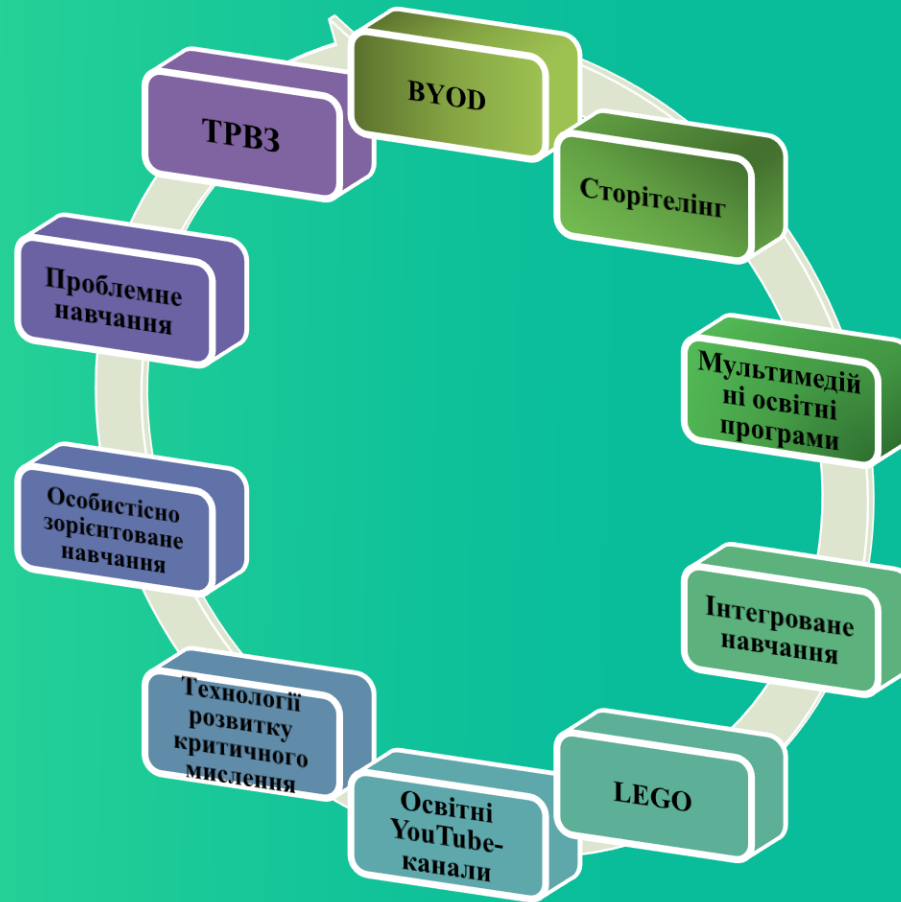 BYOD
Сторітелінг
Мультимедій
ні освітні
програми
Інтегроване
навчання
LEGO
Освітні
YouTube-
канали
Технології
розвитку
критичного
мислення
Особистісно
зорієнтоване
навчання
Проблемне
навчання
ТРВЗ